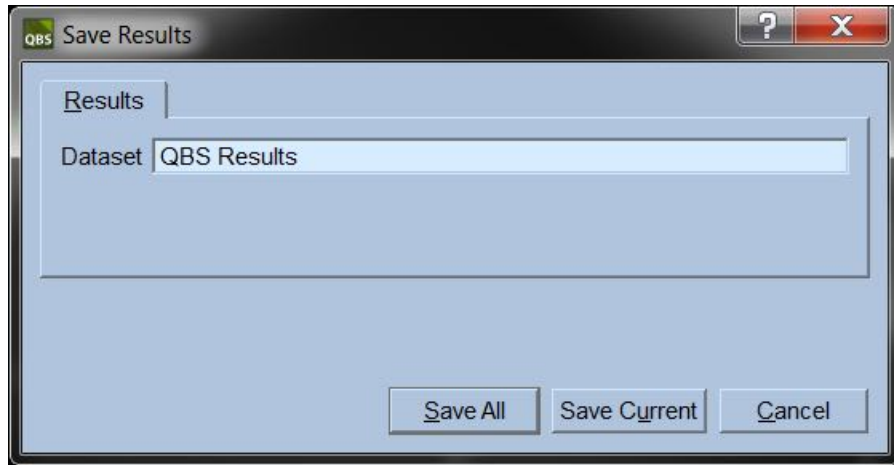 QBS Save Results
?
X
Results
Dataset QBS Results
Save All Save Current Cancel